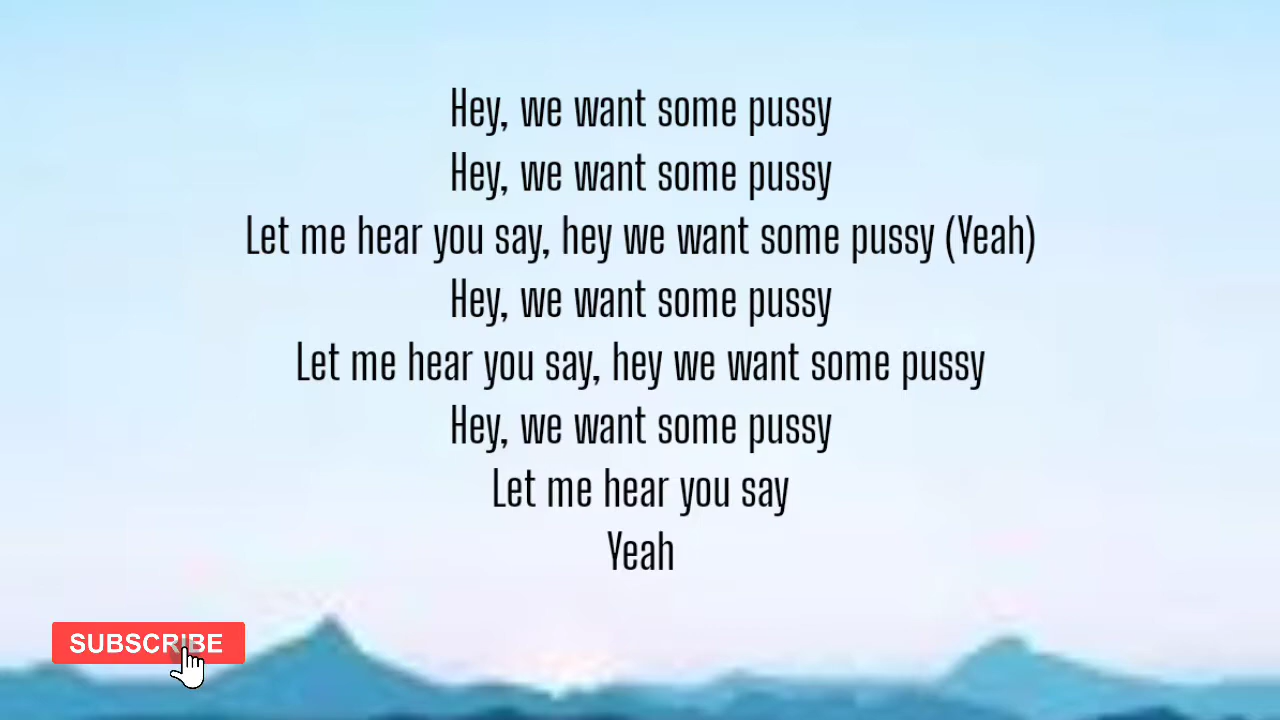 Hey, we want some pussy
Hey, we want some pussy
Let me hear you say, hey we want some pussy (Yeah)
Hey, we want some pussy
Let me hear you say, hey we want some pussy
Hey, we want some pussy
Let me hear you say
Yeah
SUBSCRIBE